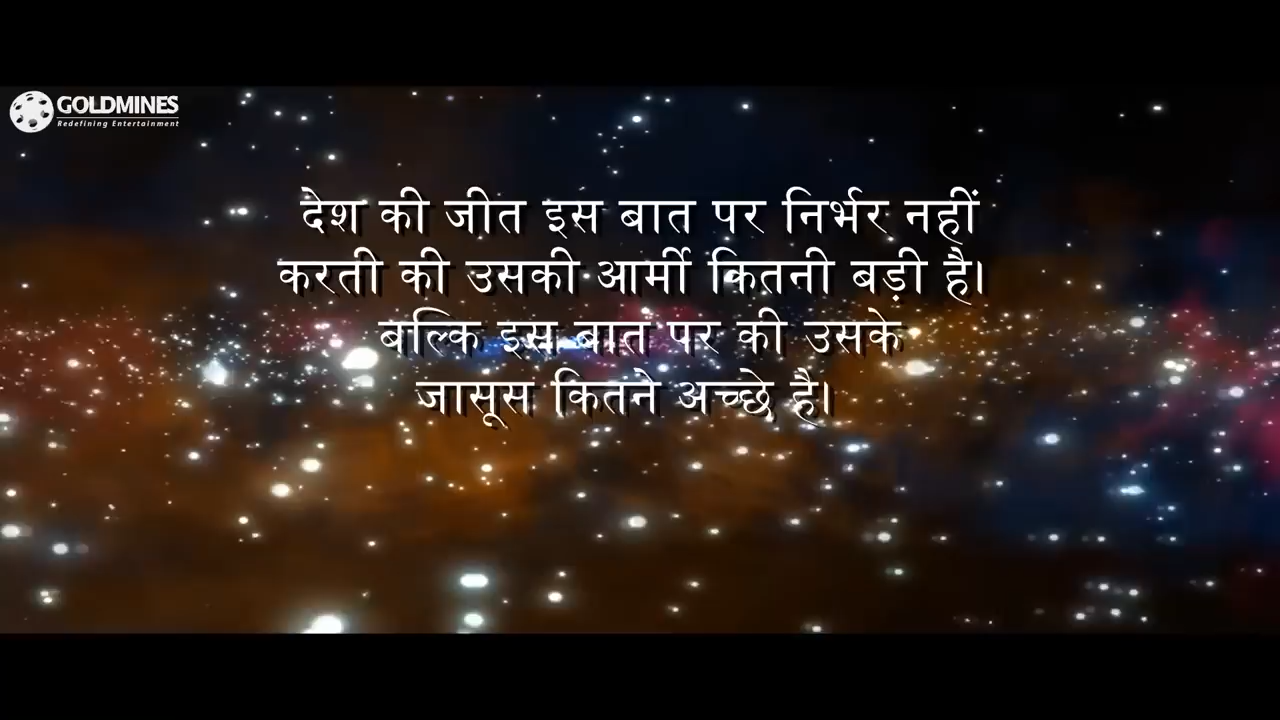 GOLDMINES
Redefining Entertainment
देश की जीत इस बात पर निर्भर नहीं
करती की उसकी आर्मी कितनी बड़ी है।
बल्कि इस बात पर की उसके
जासूस कितने अच्छे है।